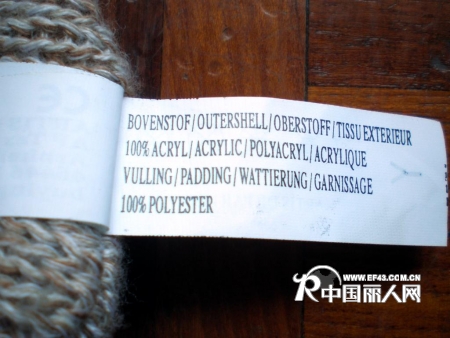 BOVENSTOF/OUTERSHELL/OBERSTOFF/TISSU EXTERIEUR
100% ACRYL/ACRYLIC/POLYACRYL/ACRYLIQUE
VULLING/PADDING/WATTIERUNG/GARNISSAGE
100% POLYESTER
WWW.EF43.COM.CN
中国丽人网